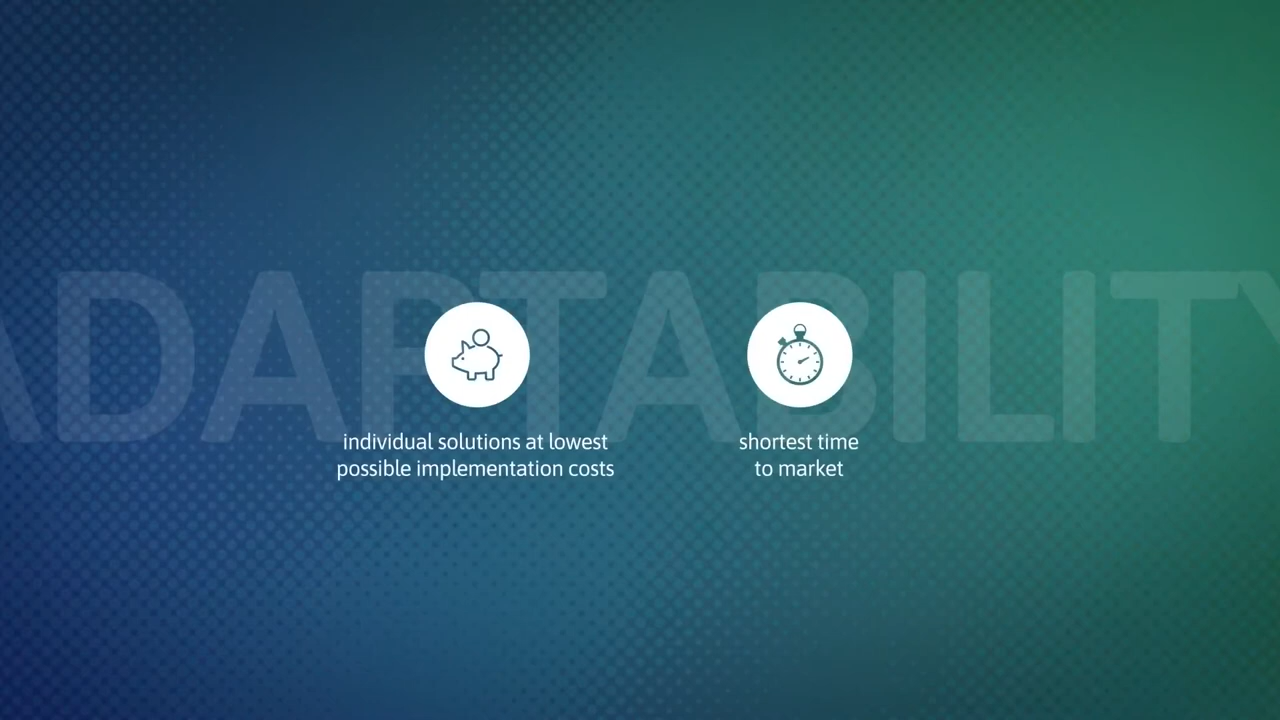 ADAPTABILITY
individual solutions at lowest
possible implementation costs
shortest time
to market